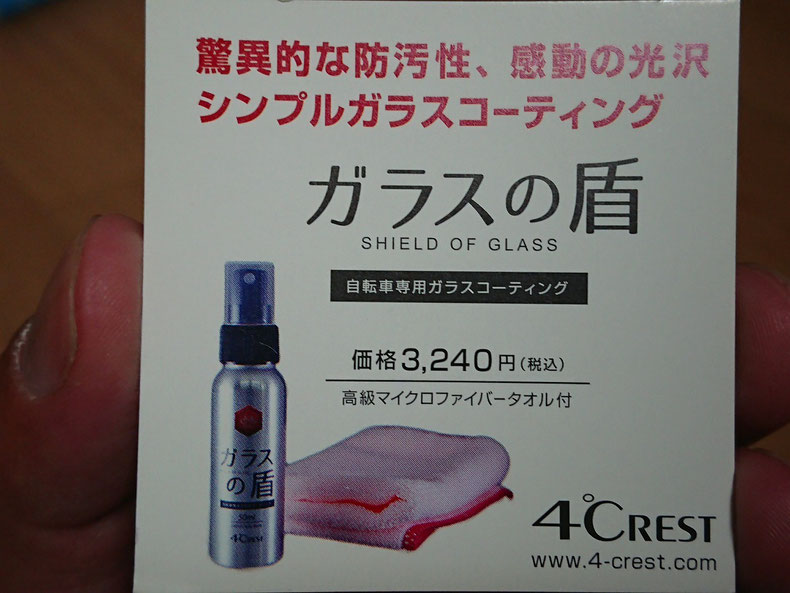 驚異的な防汚性、感動の光沢
シンプルガラスコーティング
ガラスの盾
SHIELD OF GLASS
自転車専用ガラスコーティング
価格3,240円(税込)
高級マイクロファイバータオル付
ガラス
の盾
4℃CREST
4℃CREST
www.4-crest.com